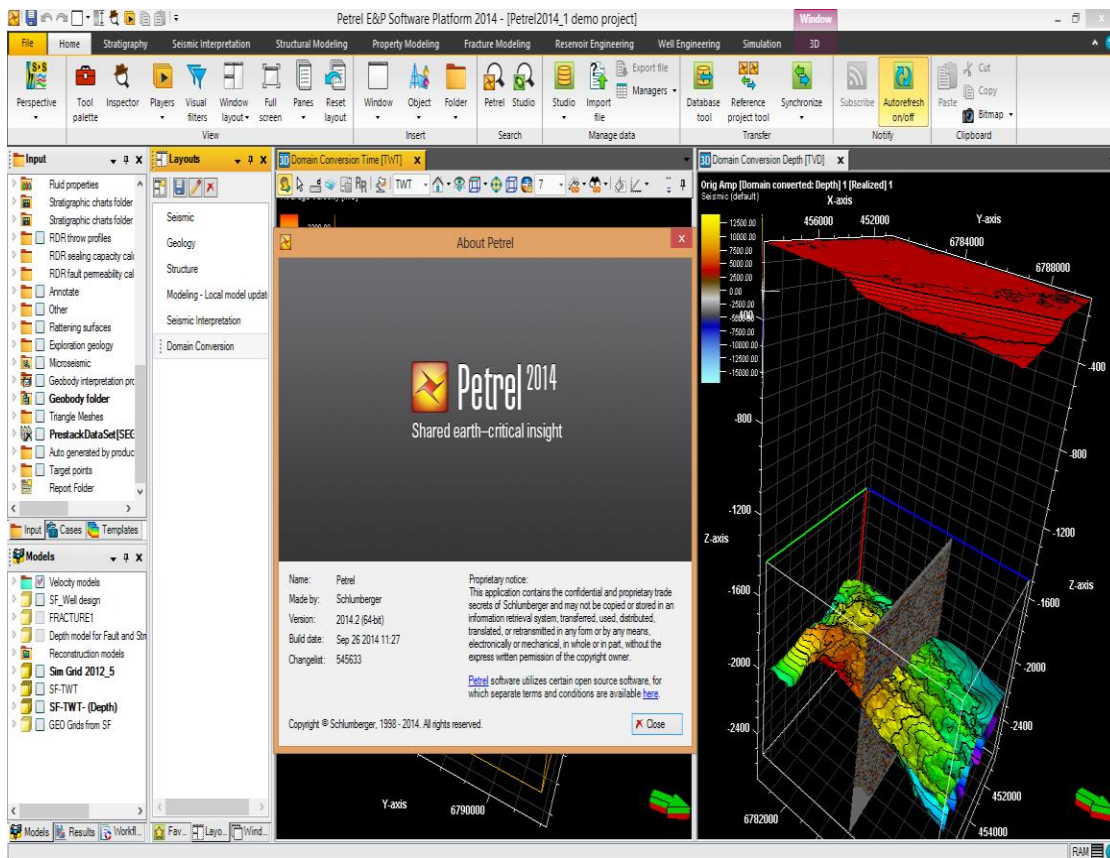 Petrel E&P Software Platform 2014 - [Petrel2014_1 demo project]
Window
File Home Stratigraphy Seismic Interpretation Structural Modeling Property Modeling Fracture Modeling Reservoir Engineering Well Engineering Simulation 3D
Perspective
Tool palette
Inspector
Players
Visual filters
Window layout
Full screen
Panes
Reset layout
Window
Object
Folder
Petrel
Studio
Studio
Import file
Export file
Managers
Database tool
Reference project tool
Synchronize
Subscribe
Autorefresh on/off
Paste
Cut
Copy
Bitmap
View
Insert
Search
Manage data
Transfer
Notify
Clipboard
Input
Fluid properties
Stratigraphic charts folder
Stratigraphic charts folder
RDR throw profiles
RDR sealing capacity calc
RDR fault permeability cal
Annotate
Other
Flattening surfaces
Exploration geology
Microseismic
Geobody interpretation prc
Geobody folder
Triangle Meshes
PrestackDataSet[SEG
Auto generated by produc
Target points
Report Folder
Input Cases Templates
Models
Velocity models
SF_Well design
FRACTURE1
Depth model for Fault and Str
Reconstruction models
Sim Grid 2012_5
SF-TWT
SF-TWT- (Depth)
GEO Grids from SF
Models Results Workfl...
Layouts
Seismic
Geology
Structure
Modeling - Local model updat
Seismic Interpretation
Domain Conversion
Fav... Layo... Wind...
3D Domain Conversion Time [TWT] X
TWT
7
About Petrel
Petrel 2014
Shared earth–critical insight
Name: Petrel
Made by: Schlumberger
Version: 2014.2 (64-bit)
Build date: Sep 26 2014 11:27
Changelist: 545633
Proprietary notice:
This application contains the confidential and proprietary trade
secrets of Schlumberger and may not be copied or stored in an
information retrieval system, transferred, used, distributed,
translated, or retransmitted in any form or by any means,
electronically or mechanical, in whole or in part, without the
express written permission of the copyright owner.
Petrel software utilizes certain open source software, for
which separate terms and conditions are available here.
Copyright © Schlumberger, 1998 - 2014. All rights reserved.
Close
Y-axis
6790000
3D Domain Conversion Depth [TVD] X
Orig Amp [Domain converted: Depth] 1 [Realized] 1
Seismic (default)
X-axis
456000
452000
Y-axis
6784000
6788000
12500.00
10000.00
7500.00
5000.00
2500.00
0.00
-2500.00
-5000.00
-7500.00
-10000.00
-12500.00
-15000.00
-400
-800
-1200
Z-axis
-1600
-2000
-2400
-400
-800
-1200
Z-axis
-1600
-2000
-2400
6782000
452000
454000
RAM